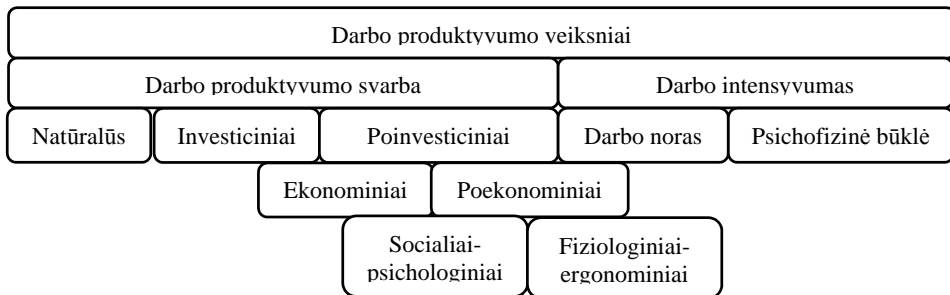 Darbo produktyvumo veiksniai
Darbo produktyvumo svarba
Darbo intensyvumas
Natūralūs
Investiciniai
Poinvesticiniai
Darbo noras
Psichofizinė būklė
Ekonominiai
Poekonominiai
Socialiai-
psichologiniai
Fiziologiniai-
ergonominiai